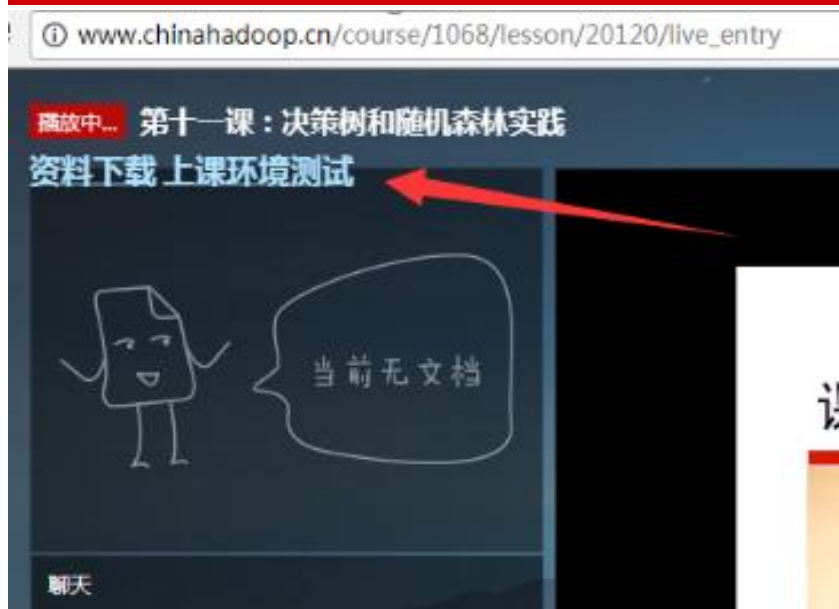 www.chinahadoop.cn/course/1068/lesson/20120/live_entry
播放中... 第十一课：决策树和随机森林实践
资料下载 上课环境测试
当前无文档
聊天